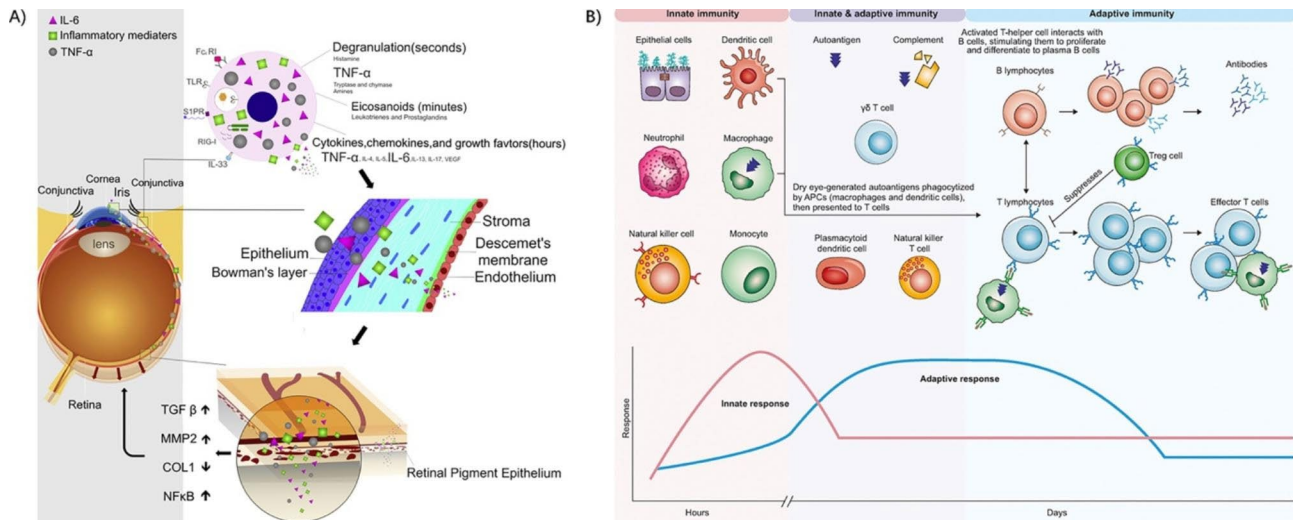 A)
IL-6
Inflammatory mediaters
TNF-α
Fc RI
TLR
S1PR
RIG-I
IL-33
Degranulation(seconds)
Histamine
TNF-α
Tryptase and chymase
Amines
Eicosanoids (minutes)
Leukotrienes and Prostaglandins
Cytokines,chemokines,and growth favtors(hours)
TNF-α, IL-4, IL-5, IL-6, IL-13, IL-17, VEGF
Conjunctiva
Cornea
Iris
Conjunctiva
lens
Retina
Epithelium
Bowman's layer
Stroma
Descemet's
membrane
Endothelium
TGF β
MMP2
COL1
NFκB
Retinal Pigment Epithelium
B)
Innate immunity
Innate & adaptive immunity
Adaptive immunity
Epithelial cells
Dendritic cell
Neutrophil
Macrophage
Natural killer cell
Monocyte
Autoantigen
Complement
γδ T cell
Dry eye-generated autoantigens phagocytized
by APCs (macrophages and dendritic cells),
then presented to T cells
Plasmacytoid
dendritic cell
Natural killer
T cell
Activated T-helper cell interacts with
B cells, stimulating them to proliferate
and differentiate to plasma B cells
B lymphocytes
Antibodies
Treg cell
Suppresses
T lymphocytes
Effector T cells
Response
Innate response
Adaptive response
Hours
Days